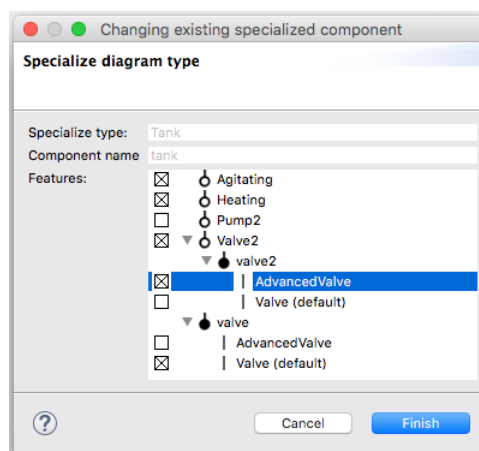 Changing existing specialized component
Specialize diagram type
Specialize type: Tank
Component name tank
Features: Agitating
Heating
Pump2
Valve2
valve2
AdvancedValve
Valve (default)
valve
AdvancedValve
Valve (default)
? Cancel Finish